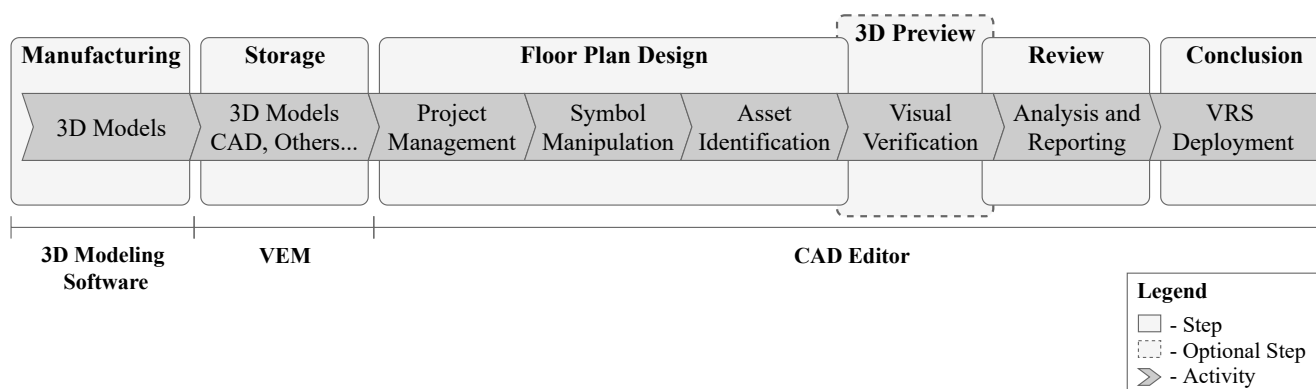 3D Preview
Manufacturing
Storage
Floor Plan Design
Review
Conclusion
3D Models
3D Models
CAD, Others...
Project
Management
Symbol
Manipulation
Asset
Identification
Visual
Verification
Analysis and
Reporting
VRS
Deployment
3D Modeling
Software
VEM
CAD Editor
Legend
- Step
- Optional Step
- Activity